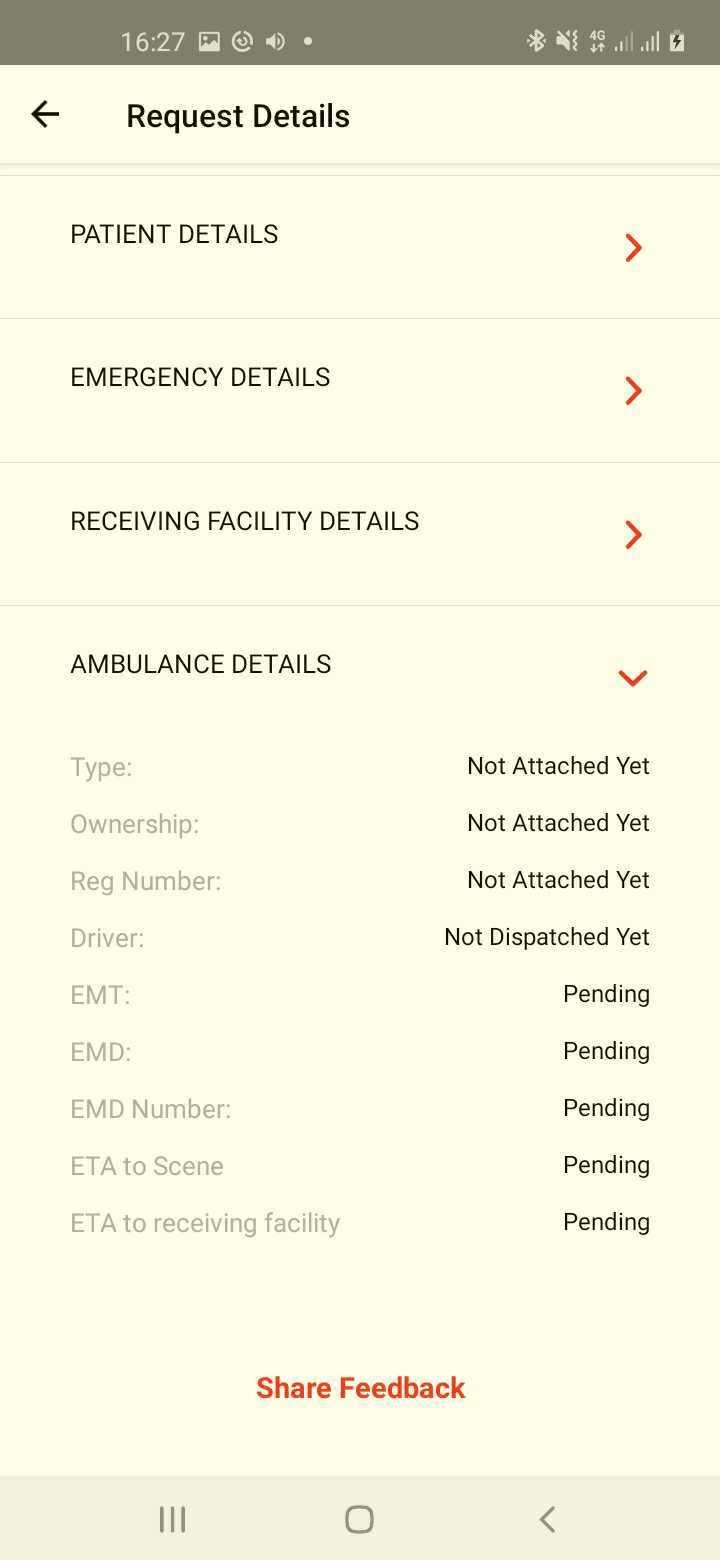 16:27
4G
Request Details
PATIENT DETAILS
EMERGENCY DETAILS
RECEIVING FACILITY DETAILS
AMBULANCE DETAILS
Type: Not Attached Yet
Ownership: Not Attached Yet
Reg Number: Not Attached Yet
Driver: Not Dispatched Yet
EMT: Pending
EMD: Pending
EMD Number: Pending
ETA to Scene Pending
ETA to receiving facility Pending
Share Feedback